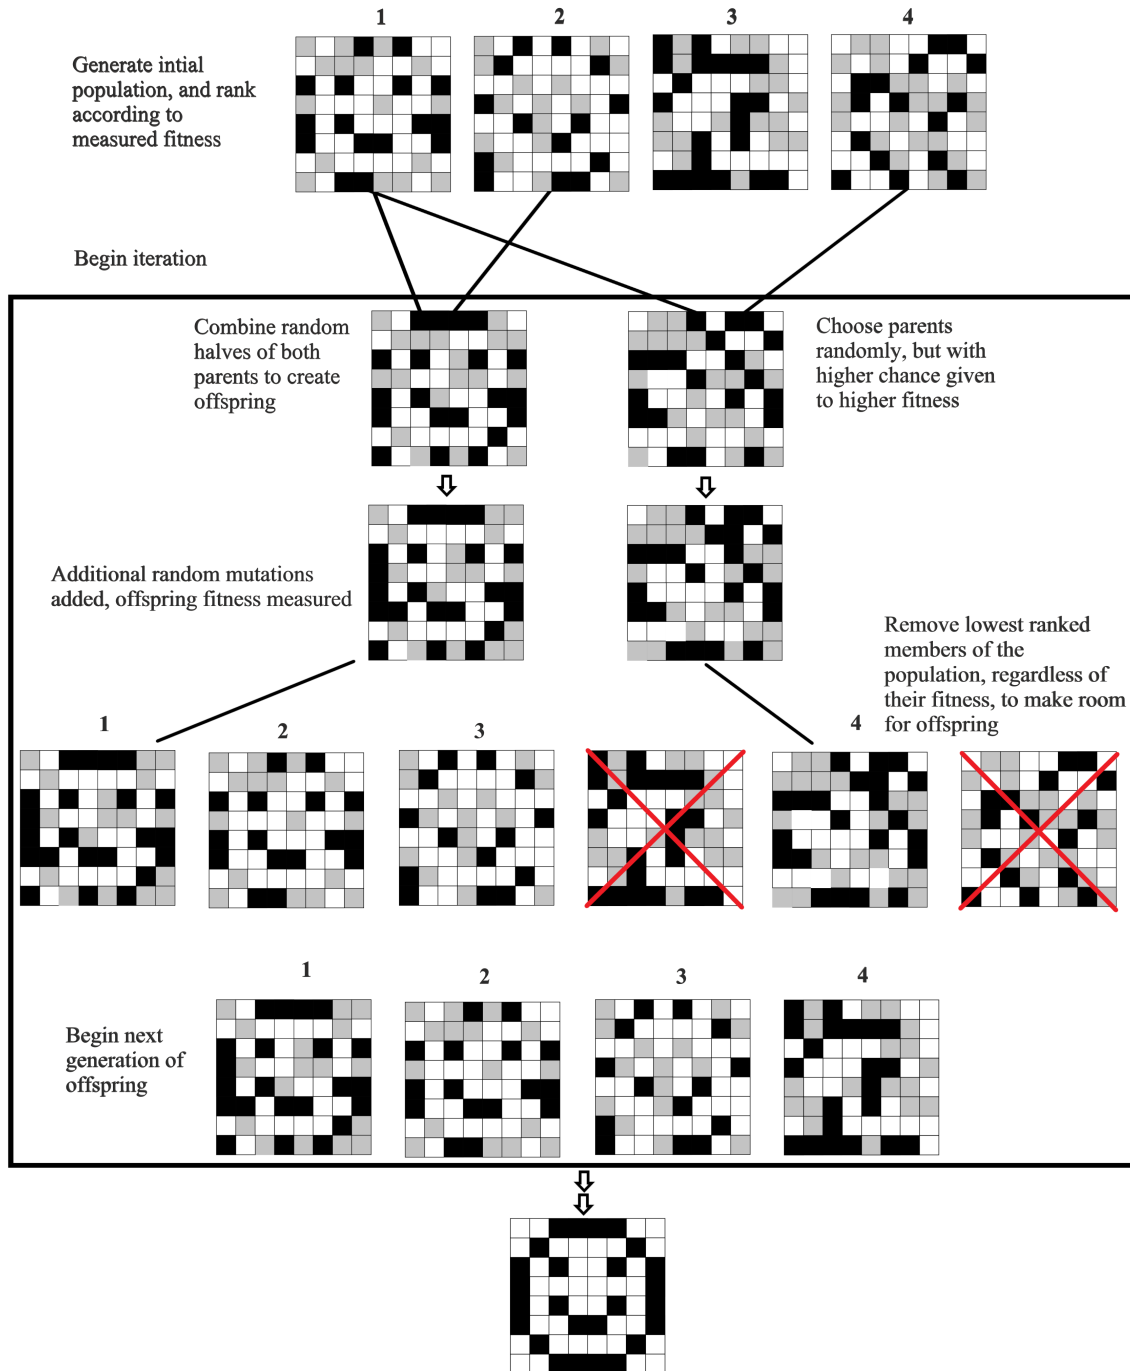 1 2 3 4
Generate intial
population, and rank
according to
measured fitness
Begin iteration
Combine random
halves of both
parents to create
offspring
Choose parents
randomly, but with
higher chance given
to higher fitness
Additional random mutations
added, offspring fitness measured
Remove lowest ranked
members of the
population, regardless of
their fitness, to make room
for offspring
1 2 3 4
1 2 3 4
Begin next
generation of
offspring